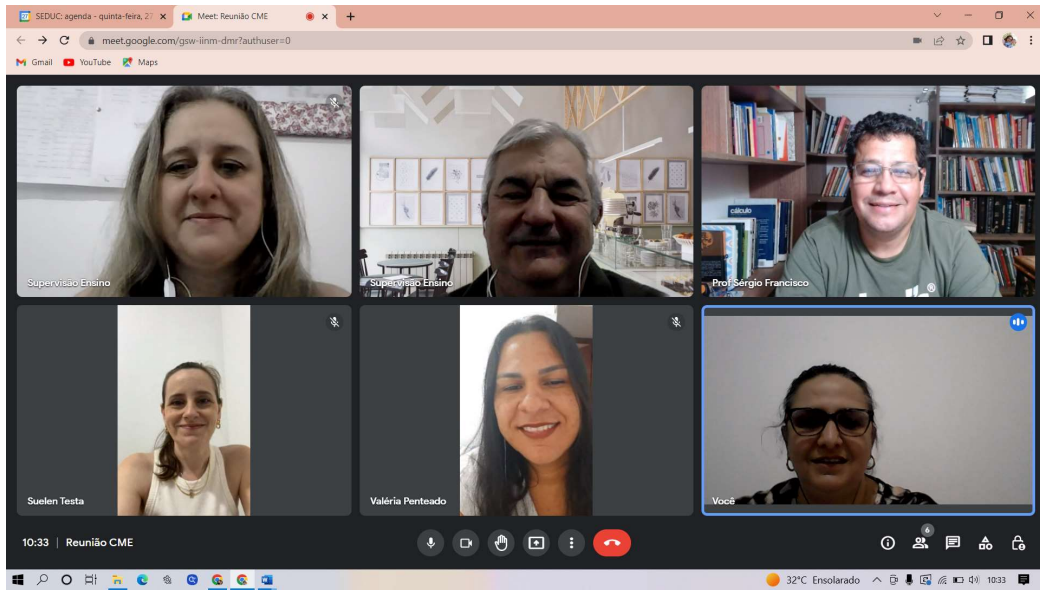 SEDUC: agenda - quinta-feira, 27
Meet: Reunião CME
meet.google.com/gsw-iinm-dmr?authuser=0
Gmail YouTube Maps
cálculo
Supervisão Ensino
Supervisão Ensino
Prof Sérgio Francisco
Suelen Testa
Valéria Penteado
Você
10:33 | Reunião CME
6
32°C Ensolarado
10:33